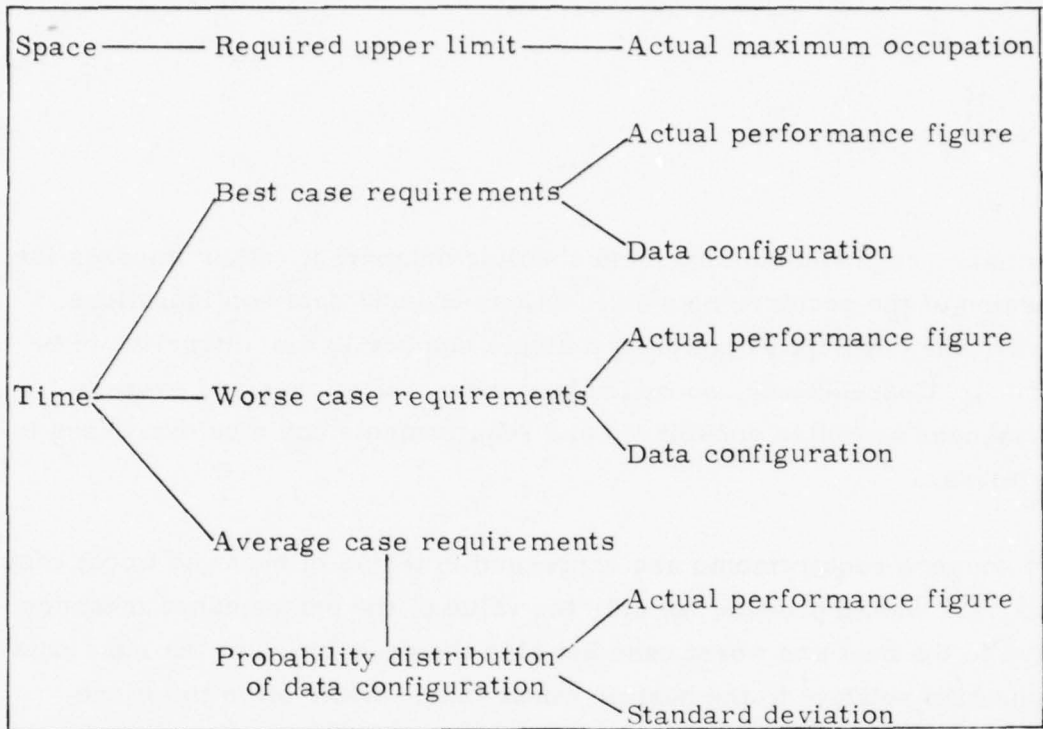 Space Required upper limit Actual maximum occupation
Actual performance figure
Best case requirements
Data configuration
Actual performance figure
Time Worse case requirements
Data configuration
Average case requirements
Actual performance figure
Probability distribution
of data configuration
Standard deviation